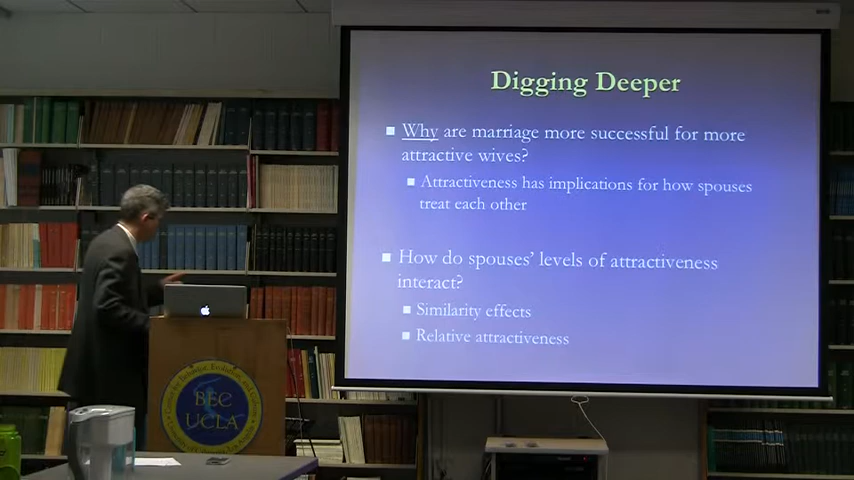 Digging Deeper
Why are marriage more successful for more
attractive wives?
Attractiveness has implications for how spouses
treat each other
How do spouses' levels of attractiveness
interact?
Similarity effects
Relative attractiveness
BEC
UCLA